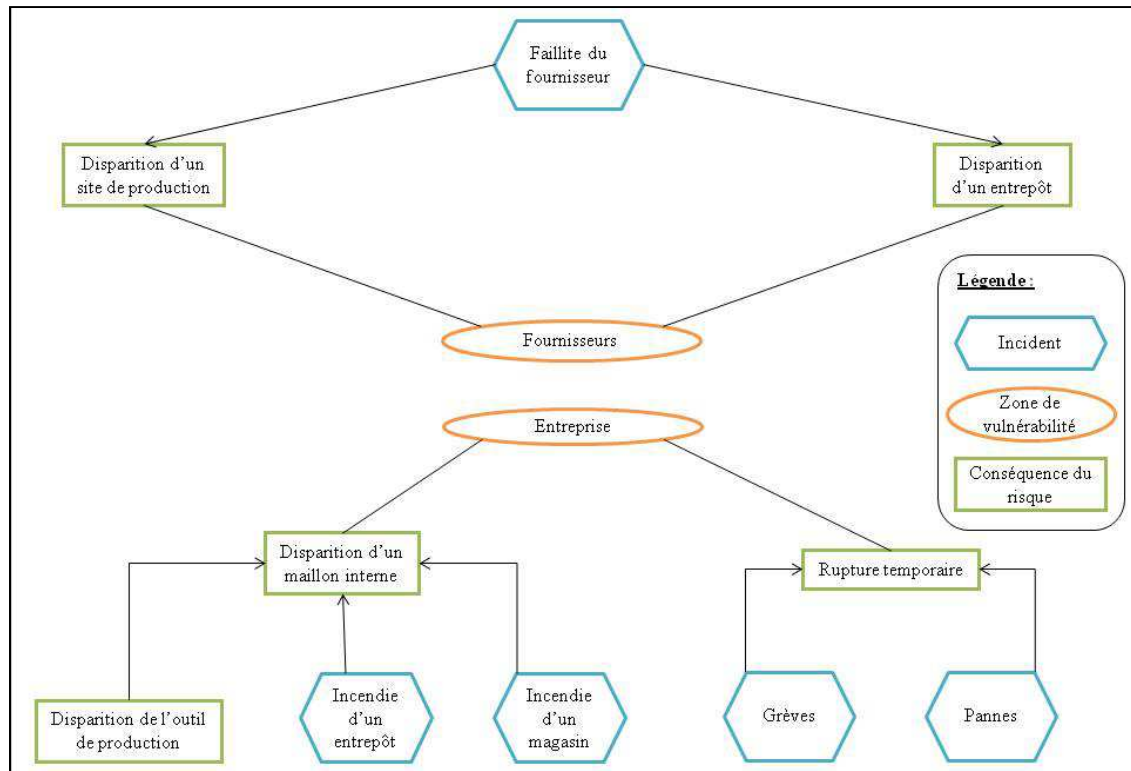 Faillite du
fournisseur
Disparition d'un
site de production
Disparition
d'un entrepôt
Légende :
Incident
Zone de
vulnérabilité
Conséquence du
risque
Fournisseurs
Entreprise
Disparition d'un
maillon interne
Rupture temporaire
Disparition de l'outil
de production
Incendie
d'un
entrepôt
Incendie
d'un
magasin
Grèves
Pannes